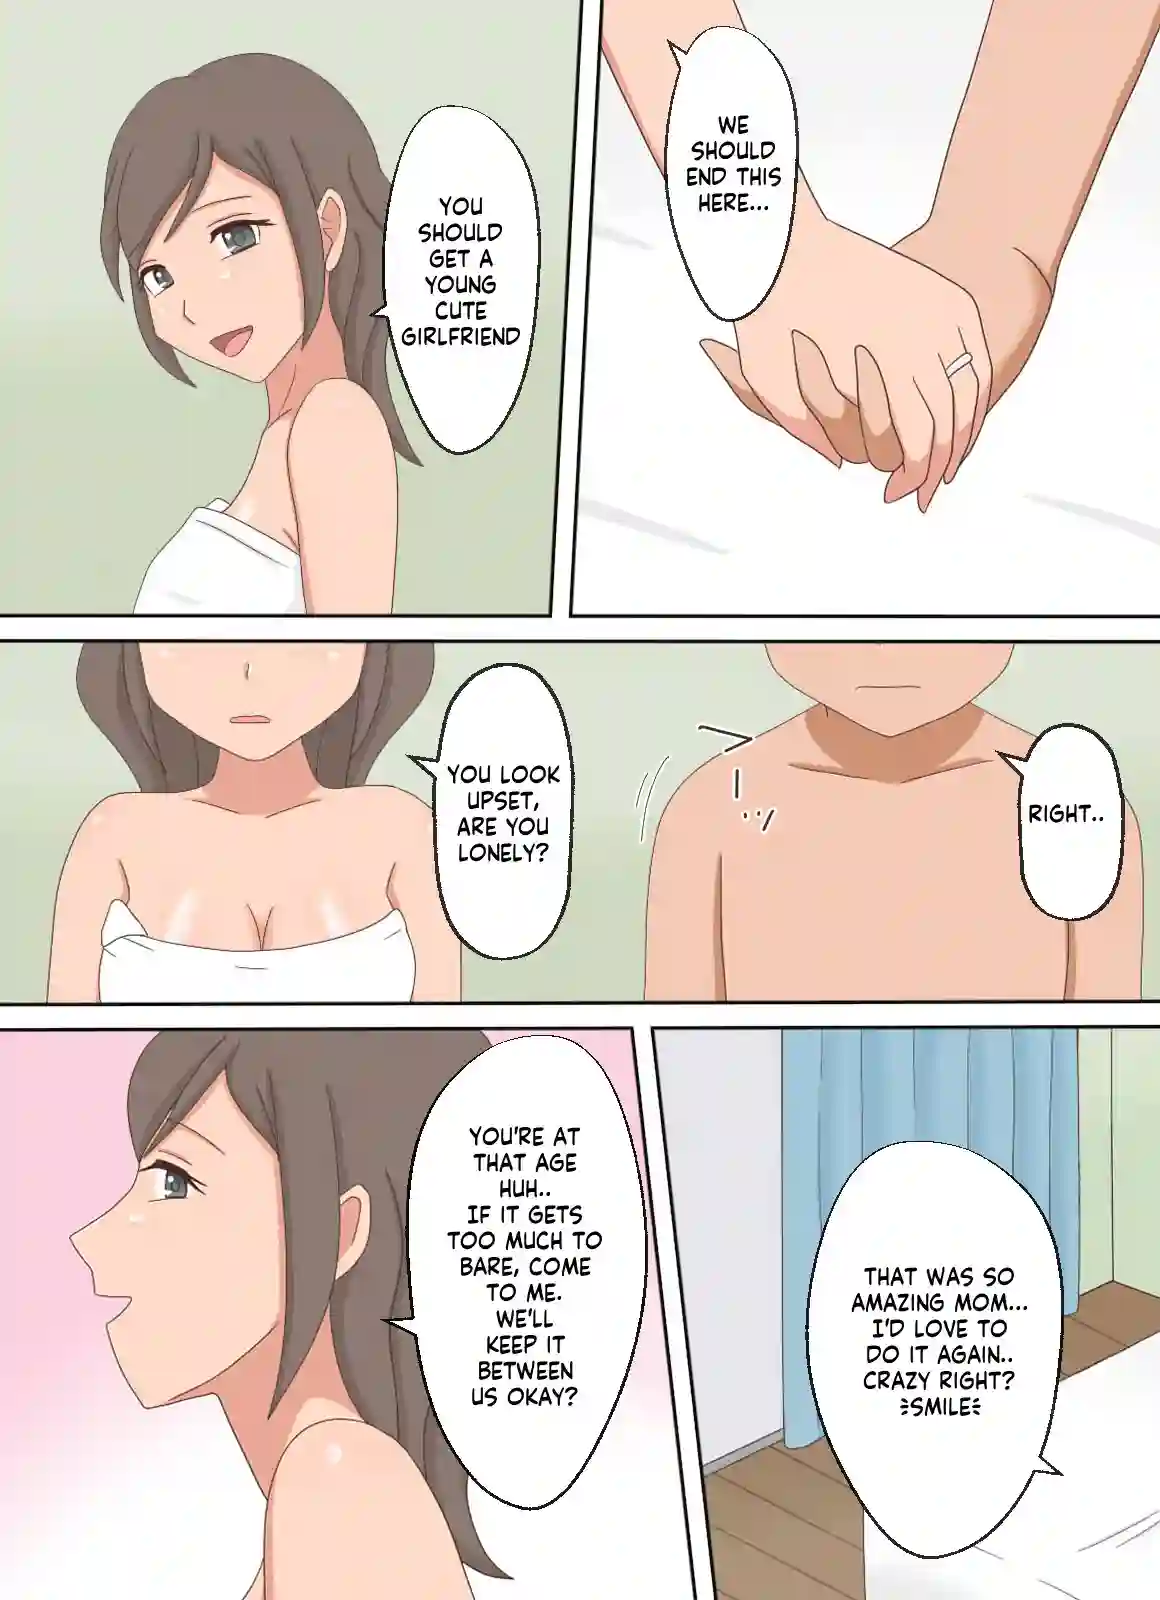 WE
SHOULD
END THIS
HERE...
YOU
SHOULD
GET A
YOUNG
CUTE
GIRLFRIEND
RIGHT..
YOU LOOK
UPSET,
ARE YOU
LONELY?
THAT WAS SO
AMAZING MOM...
I'D LOVE TO
DO IT AGAIN..
CRAZY RIGHT?
SMILE
YOU'RE AT
THAT AGE
HUH..
IF IT GETS
TOO MUCH TO
BARE, COME
TO ME.
WE'LL
KEEP IT
BETWEEN
US OKAY?